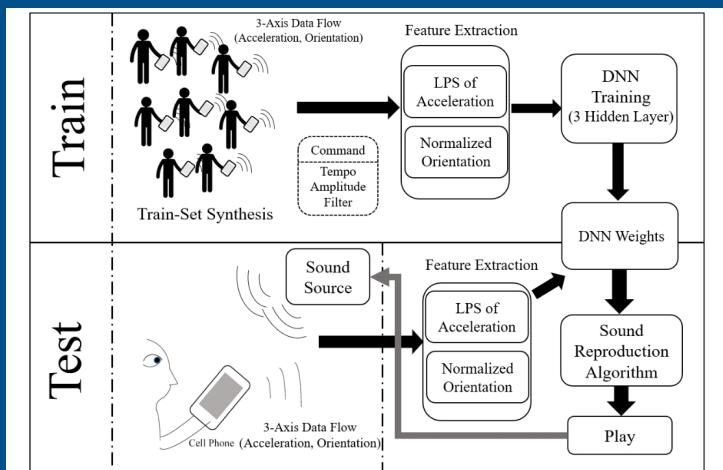 Train
3-Axis Data Flow
(Acceleration, Orientation)
Train-Set Synthesis
Command
Tempo
Amplitude
Filter
Feature Extraction
LPS of
Acceleration
Normalized
Orientation
DNN
Training
(3 Hidden Layer)
DNN Weights
Test
Sound
Source
Cell Phone
3-Axis Data Flow
(Acceleration, Orientation)
Feature Extraction
LPS of
Acceleration
Normalized
Orientation
Sound
Reproduction
Algorithm
Play